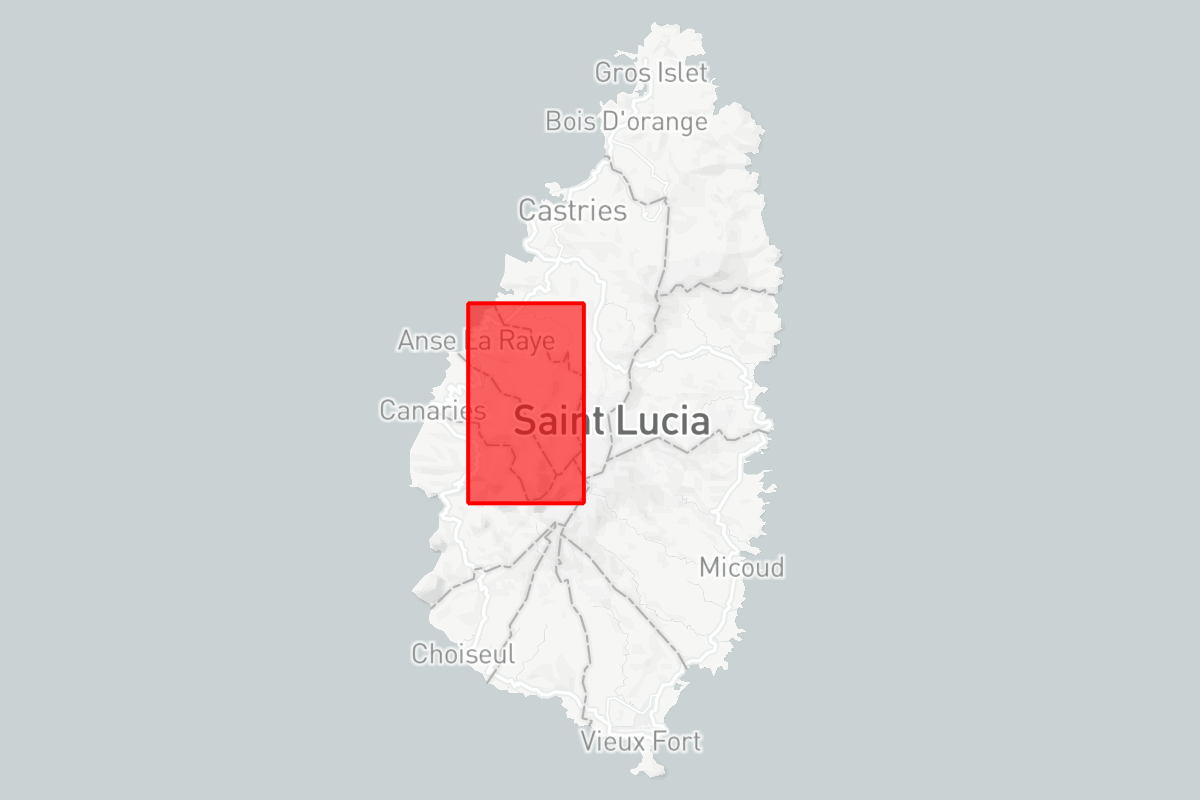 Gros Islet
Bois D'orange
Castries
Anse La Raye
Canaries
Saint Lucia
Micoud
Choiseul
Vieux Fort